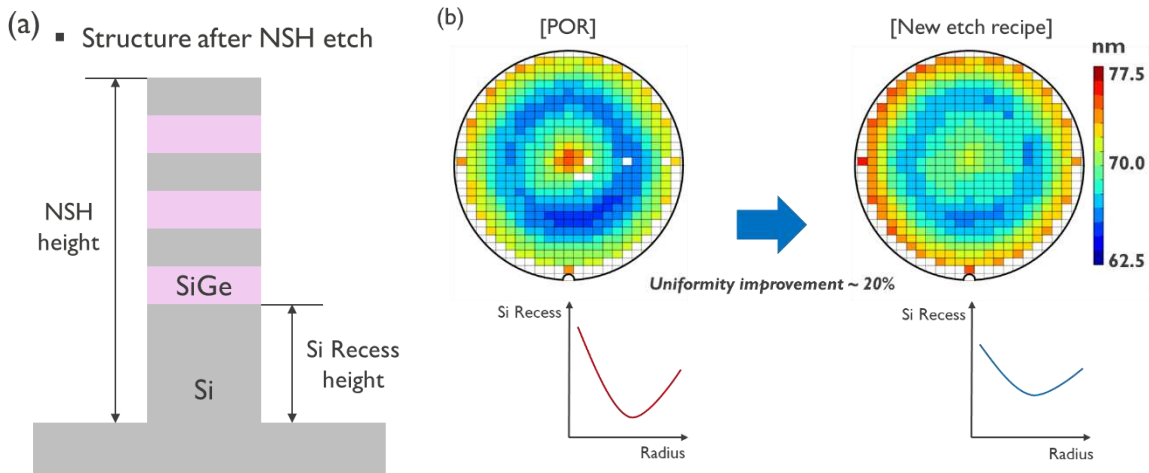 (a)
▪ Structure after NSH etch
NSH
height
SiGe
Si
Si Recess
height
(b)
[POR]
[New etch recipe]
nm
77.5
70.0
62.5
Uniformity improvement ~ 20%
Si Recess
Radius
Si Recess
Radius